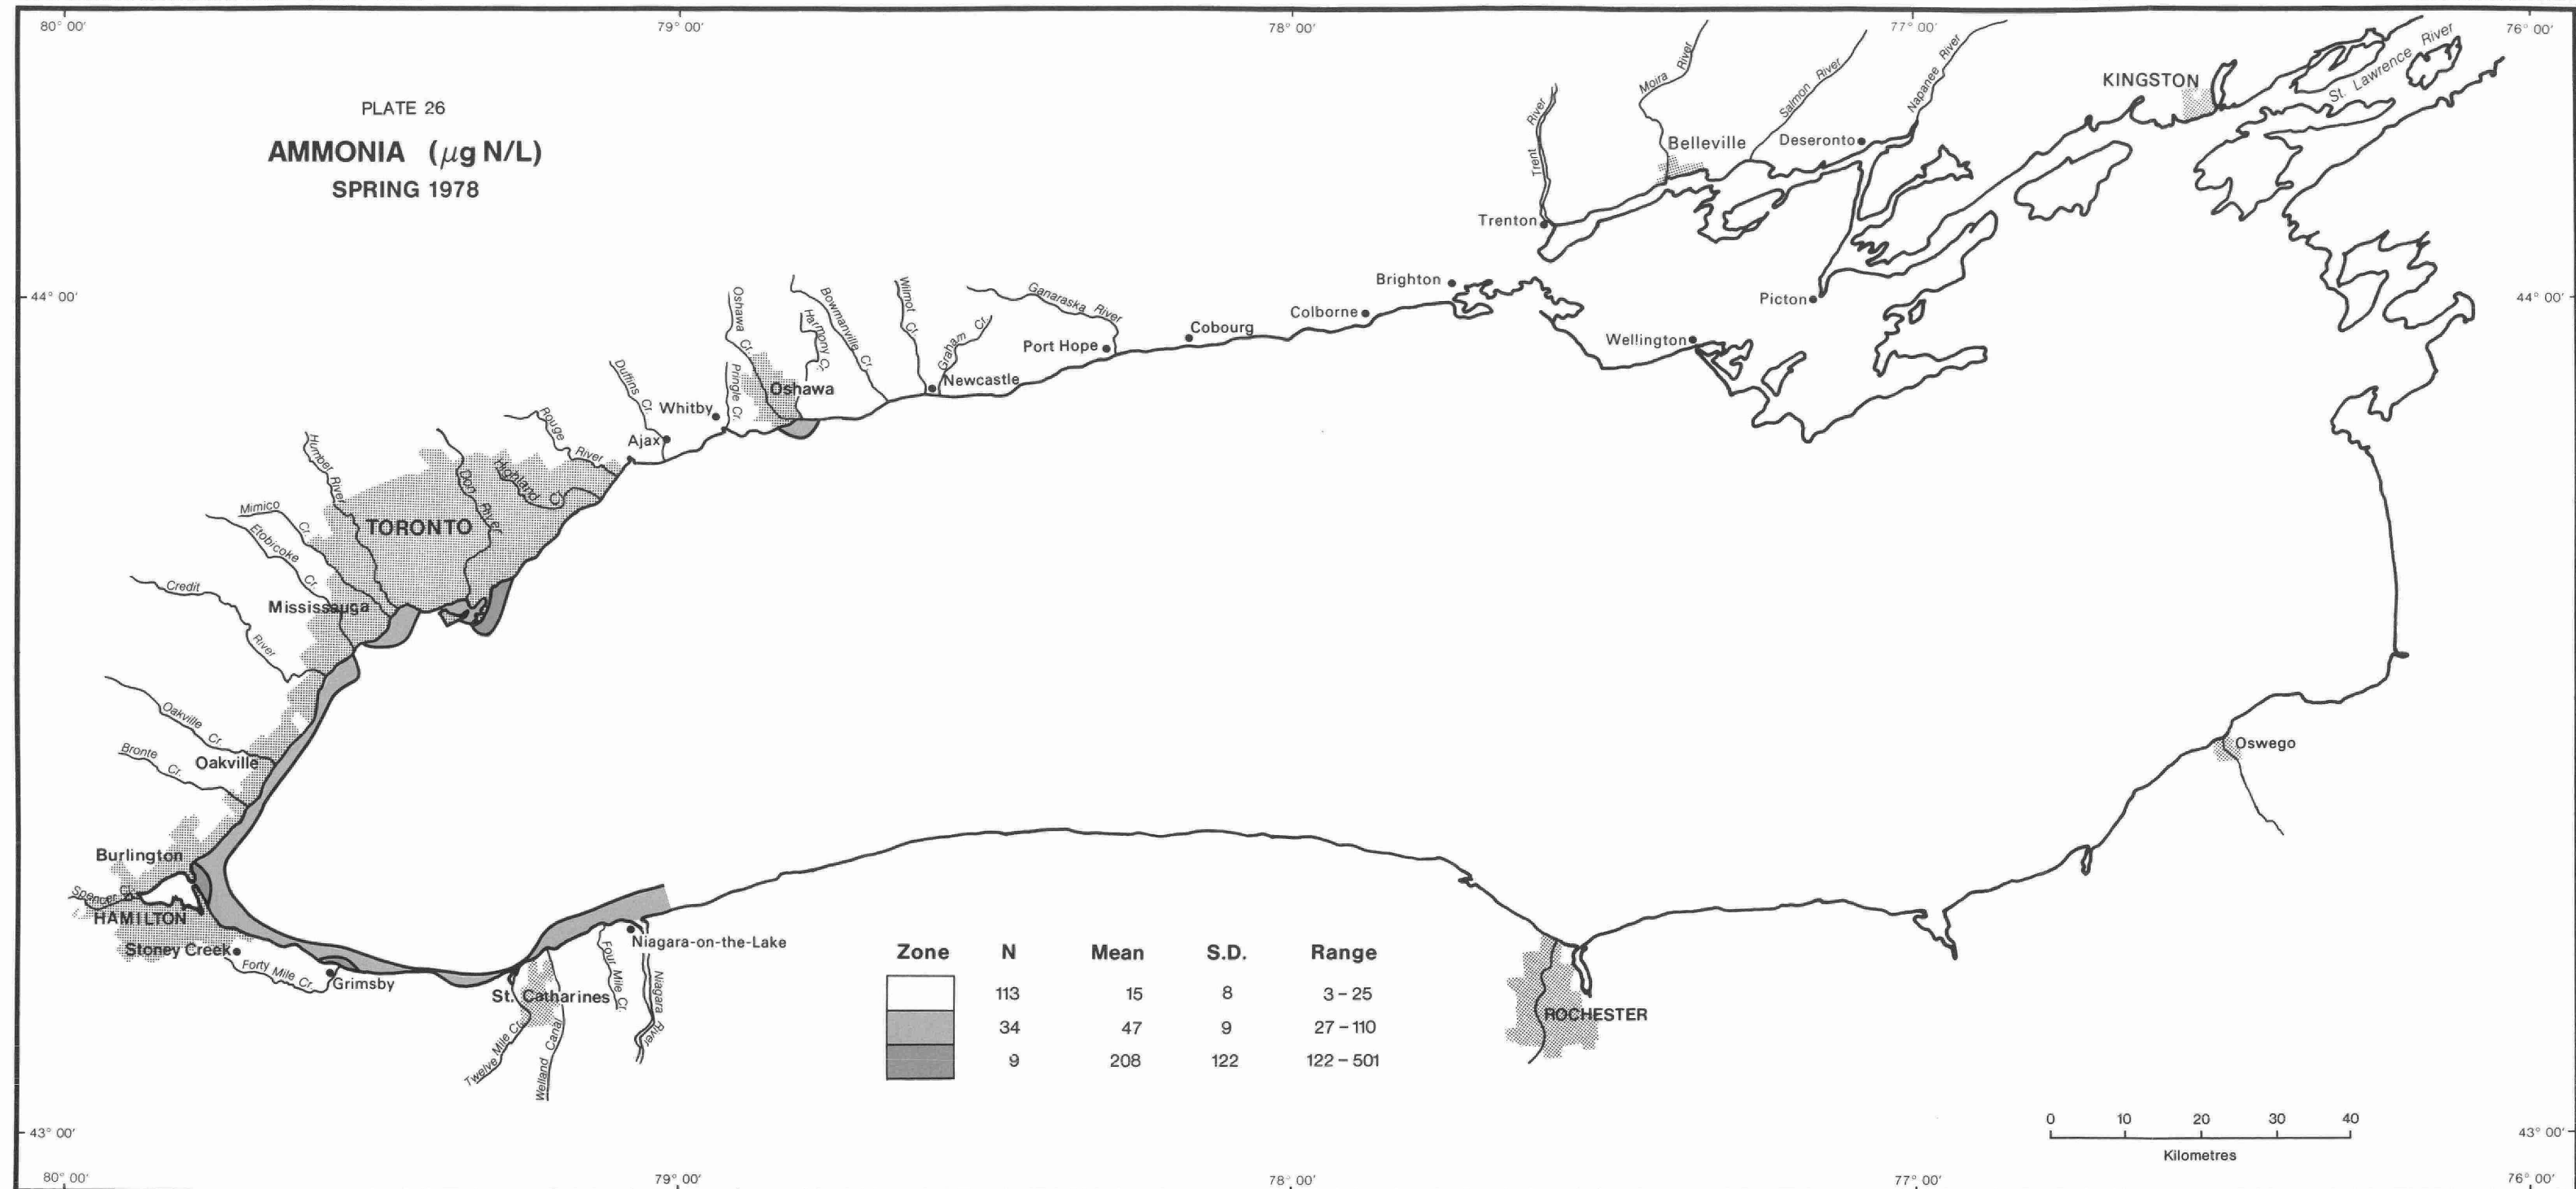 80° 00′
79° 00′
78° 00′
77° 00′
76° 00′
PLATE 26
AMMONIA (μg N/L)
SPRING 1978
KINGSTON
St. Lawrence River
Napanee River
Salmon River
Moira River
Trent River
Belleville
Deseronto
Trenton
44° 00′
44° 00′
Brighton
Picton
Colborne
Wellington
Cobourg
Port Hope
Ganaraska River
Graham Cr.
Wilmot Cr.
Bowmanville Cr.
Harmony C.
Oshawa Cr.
Newcastle
Oshawa
Pringle Cr.
Whitby
Duffins Cr.
Ajax
Rouge River
Highland Cr.
Don River
Humber River
TORONTO
Mimico Cr.
Etobicoke Cr.
Mississauga
Credit River
Oakville Cr.
Oakville
Bronte Cr.
Burlington
Spencer Cr.
HAMILTON
Stoney Creek
Forty Mile Cr.
Grimsby
St. Catharines
Twelve Mile Cr.
Welland Canal
Four Mile Cr.
Niagara-on-the-Lake
Niagara River
ROCHESTER
Oswego
Zone N Mean S.D. Range
113 15 8 3 – 25
34 47 9 27 – 110
9 208 122 122 – 501
0 10 20 30 40
Kilometres
43° 00′
43° 00′
80° 00′
79° 00′
78° 00′
77° 00′
76° 00′